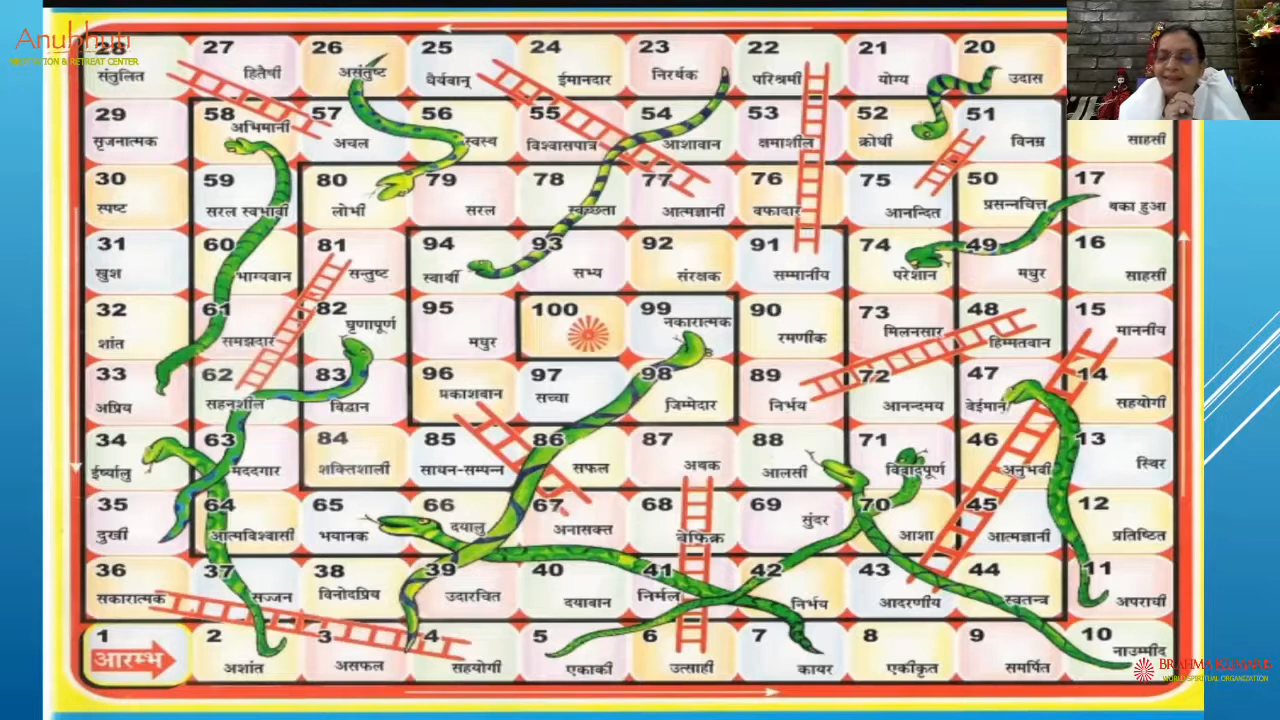 Anubhuti
MEDITATION & RETREAT CENTER
28 27 26 25 24 23 22 21 20
संतुलित हितैषी असंतुष्ट धैर्यवान् ईमानदार निरर्थक परिश्रमी योग्य उदास
29 58 57 56 55 54 53 52 51
सृजनात्मक अभिमानी अचल स्वस्थ विश्वासपात्र आशावान क्षमाशील क्रोधी विनम्र साहसी
30 59 80 79 78 77 76 75 50 17
स्पष्ट सरल स्वभावी लोभी सरल स्वच्छता आत्मज्ञानी वफादार आनन्दित प्रसन्नचित्त थका हुआ
31 60 81 94 93 92 91 74 49 16
खुश भाग्यवान सन्तुष्ट स्वार्थी सभ्य संरक्षक सम्मानीय परेशान मधुर साहसी
32 61 82 95 100 99 90 73 48 15
शांत समझदार घृणापूर्ण मधुर नकारात्मक रमणीक मिलनसार हिम्मतवान माननीय
33 62 83 96 97 98 89 72 47 14
अप्रिय सहनशील विद्वान प्रकाशवान सच्चा जिम्मेदार निर्भय आनन्दमय बेईमान सहयोगी
34 63 84 85 86 87 88 71 46 13
ईर्ष्यालु मददगार शक्तिशाली साधन-सम्पन्न सफल अथक आलसी विवादपूर्ण अनुभवी स्थिर
35 64 65 66 67 68 69 70 45 12
दुखी आत्मविश्वासी भयानक दयालु अनासक्त बेफिक्र सुंदर आशा आत्मज्ञानी प्रतिष्ठित
36 37 38 39 40 41 42 43 44 11
सकारात्मक सज्जन विनोदप्रिय उदारचित दयावान निर्मल निर्भय आदरणीय स्वतन्त्र अपराधी
1 2 3 4 5 6 7 8 9 10
आरम्भ अशांत असफल सहयोगी एकाकी उत्साही कायर एकीकृत समर्पित नाउम्मीद
BRAHMA KUMARIS
WORLD SPIRITUAL ORGANIZATION